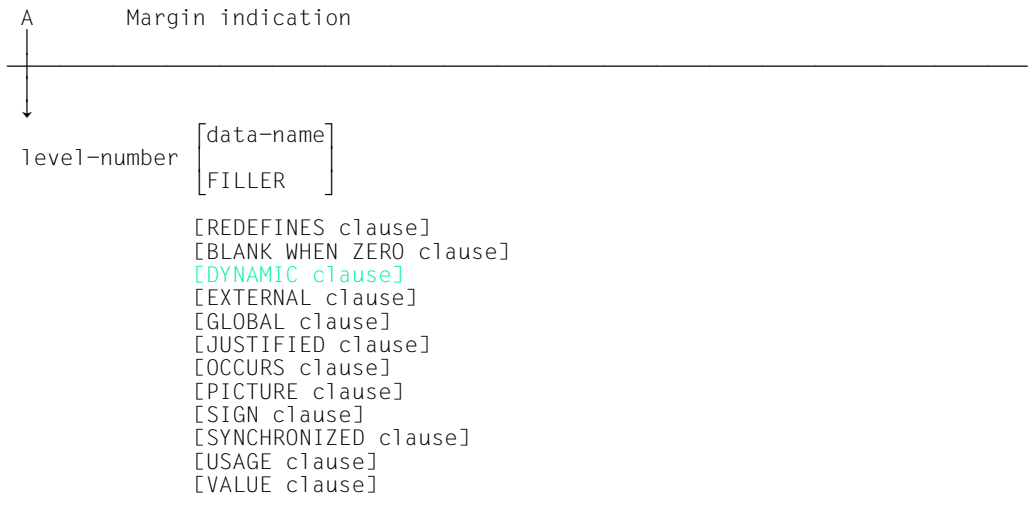 A Margin indication
[data-name]
level-number
[FILLER]
[REDEFINES clause]
[BLANK WHEN ZERO clause]
[DYNAMIC clause]
[EXTERNAL clause]
[GLOBAL clause]
[JUSTIFIED clause]
[OCCURS clause]
[PICTURE clause]
[SIGN clause]
[SYNCHRONIZED clause]
[USAGE clause]
[VALUE clause]